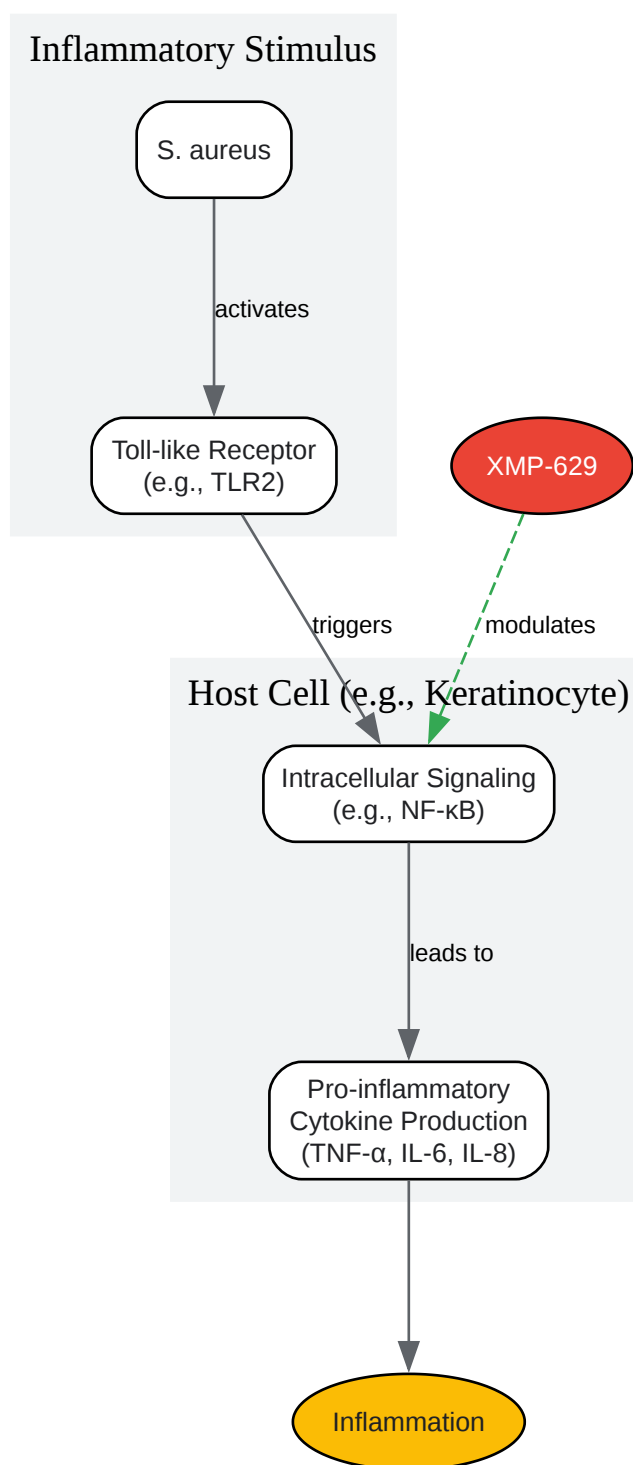 Inflammatory Stimulus
S. aureus
activates
Toll-like Receptor
(e.g., TLR2)
XMP-629
triggers
modulates
Host Cell (e.g., Keratinocyte)
Intracellular Signaling
(e.g., NF-κB)
leads to
Pro-inflammatory
Cytokine Production
(TNF-α, IL-6, IL-8)
Inflammation